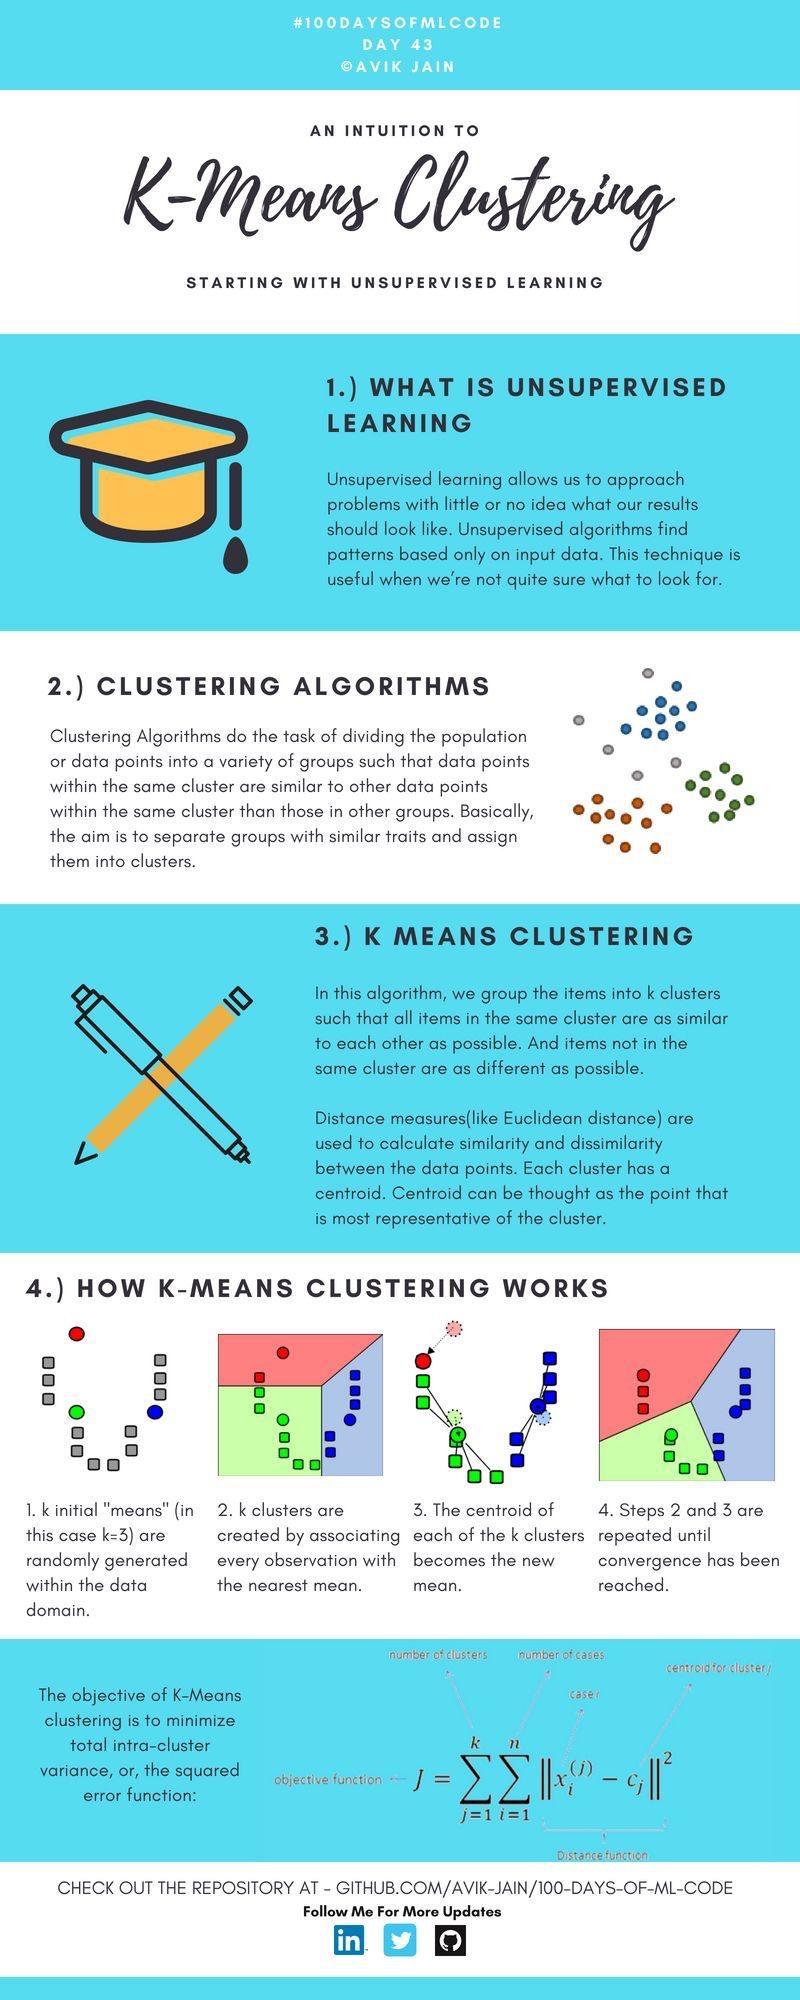 #100DAYSOFMLCODE
DAY 43
©AVIK JAIN
AN INTUITION TO
K-Means Clustering
STARTING WITH UNSUPERVISED LEARNING
1.) WHAT IS UNSUPERVISED
LEARNING
Unsupervised learning allows us to approach
problems with little or no idea what our results
should look like. Unsupervised algorithms find
patterns based only on input data. This technique is
useful when we're not quite sure what to look for.
2.) CLUSTERING ALGORITHMS
Clustering Algorithms do the task of dividing the population
or data points into a variety of groups such that data points
within the same cluster are similar to other data points
within the same cluster than those in other groups. Basically,
the aim is to separate groups with similar traits and assign
them into clusters.
3.) K MEANS CLUSTERING
In this algorithm, we group the items into k clusters
such that all items in the same cluster are as similar
to each other as possible. And items not in the
same cluster are as different as possible.
Distance measures(like Euclidean distance) are
used to calculate similarity and dissimilarity
between the data points. Each cluster has a
centroid. Centroid can be thought as the point that
is most representative of the cluster.
4.) HOW K-MEANS CLUSTERING WORKS
1. k initial "means" (in
this case k=3) are
randomly generated
within the data
domain.
2. k clusters are
created by associating
every observation with
the nearest mean.
3. The centroid of
each of the k clusters
becomes the new
mean.
4. Steps 2 and 3 are
repeated until
convergence has been
reached.
The objective of K-Means
clustering is to minimize
total intra-cluster
variance, or, the squared
error function:
number of clusters
number of cases
centroid for cluster j
case i
objective function ← J = ∑_{j=1}^{k} ∑_{i=1}^{n} ‖x_i^{(j)} − c_j‖²
Distance function
CHECK OUT THE REPOSITORY AT - GITHUB.COM/AVIK-JAIN/100-DAYS-OF-ML-CODE
Follow Me For More Updates
in